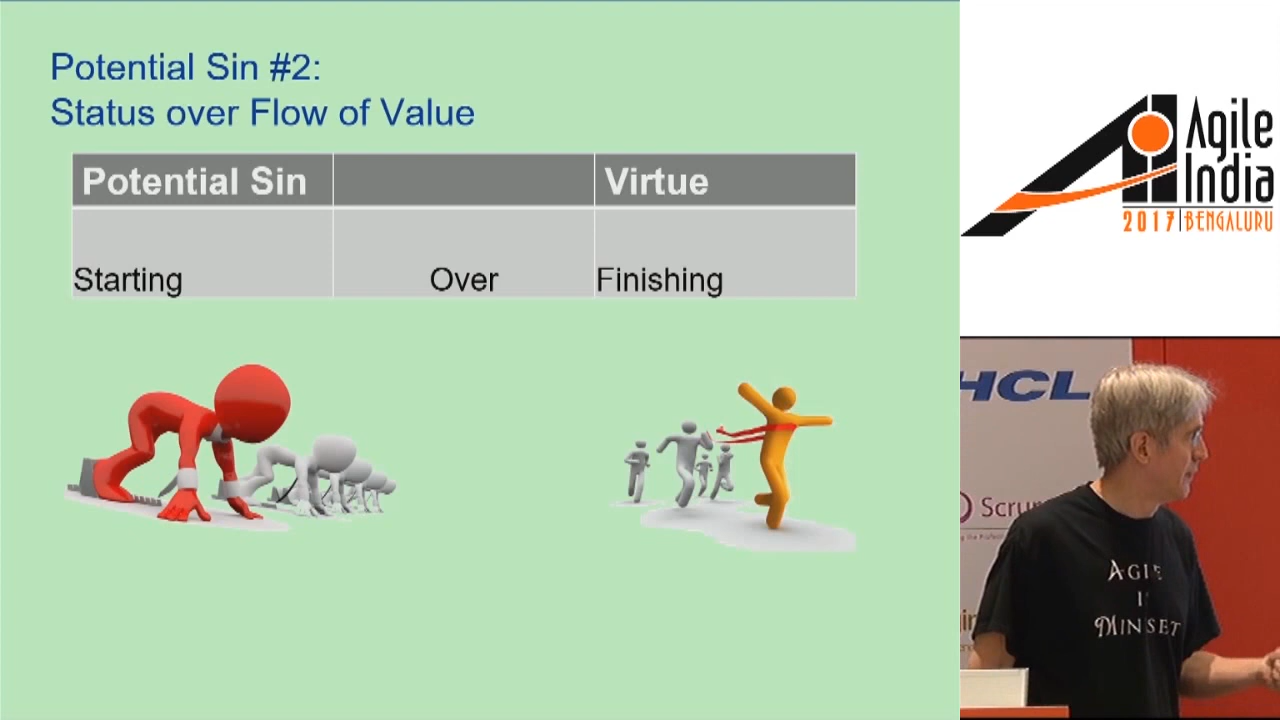 Potential Sin #2:
Status over Flow of Value
Potential Sin Virtue
Starting Over Finishing
Agile
India
2017 | BENGALURU
HCL
AGILE
MINDSET